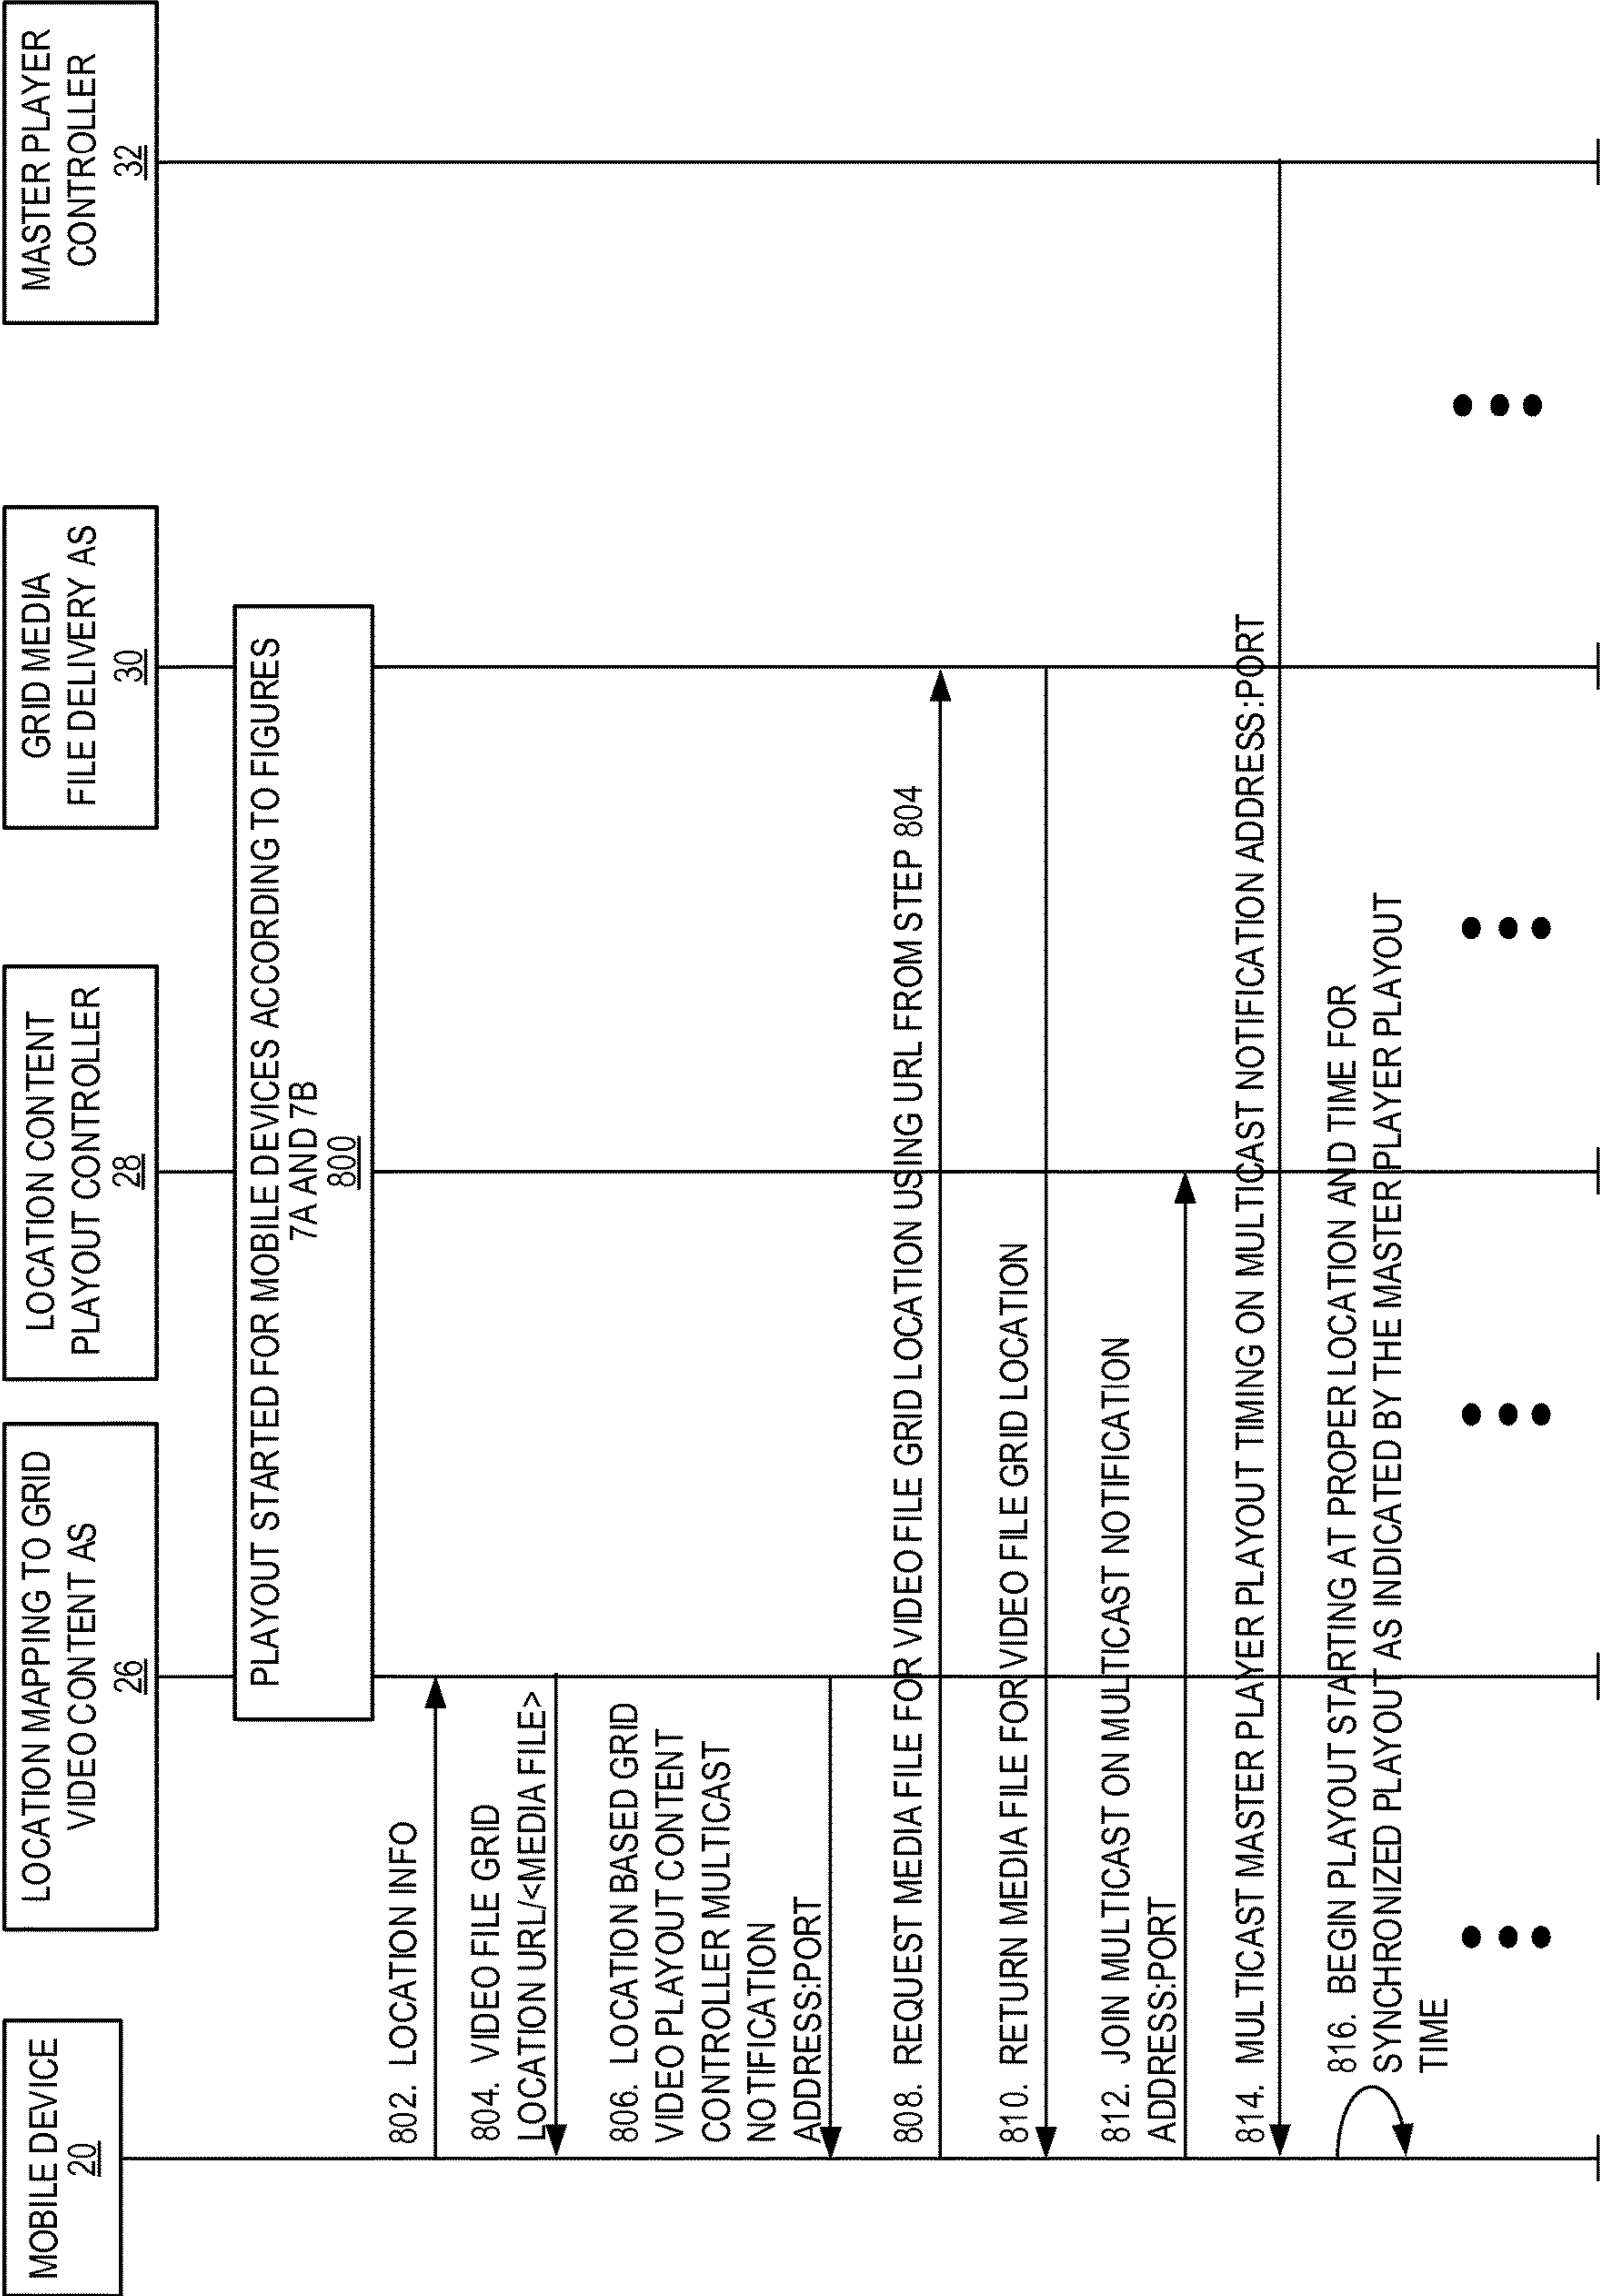 MOBILE DEVICE
20
LOCATION MAPPING TO GRID
VIDEO CONTENT AS
26
LOCATION CONTENT
PLAYOUT CONTROLLER
28
GRID MEDIA
FILE DELIVERY AS
30
MASTER PLAYER
CONTROLLER
32
PLAYOUT STARTED FOR MOBILE DEVICES ACCORDING TO FIGURES
7A AND 7B
800
802. LOCATION INFO
804. VIDEO FILE GRID
LOCATION URL/<MEDIA FILE>
806. LOCATION BASED GRID
VIDEO PLAYOUT CONTENT
CONTROLLER MULTICAST
NOTIFICATION
ADDRESS:PORT
808. REQUEST MEDIA FILE FOR VIDEO FILE GRID LOCATION USING URL FROM STEP 804
810. RETURN MEDIA FILE FOR VIDEO FILE GRID LOCATION
812. JOIN MULTICAST ON MULTICAST NOTIFICATION
ADDRESS:PORT
814. MULTICAST MASTER PLAYER PLAYOUT TIMING ON MULTICAST NOTIFICATION ADDRESS:PORT
816. BEGIN PLAYOUT STARTING AT PROPER LOCATION AND TIME FOR
SYNCHRONIZED PLAYOUT AS INDICATED BY THE MASTER PLAYER PLAYOUT
TIME